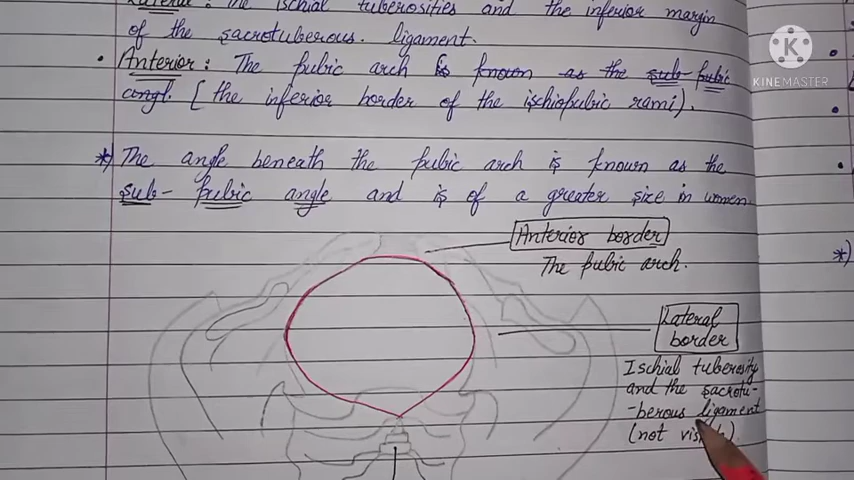 Lateral: The ischial tuberosities and the inferior margin
of the sacrotuberous ligament.
• Anterior: The pubic arch is known as the sub-pubic
angl. [the inferior border of the ischiopubic rami).
*) The angle beneath the pubic arch is known as the
sub-pubic angle and is of a greater size in women.
Anterior border
The pubic arch.
Lateral
border
Ischial tuberosity
and the sacrotu-
-berous ligament
(not
*)
KINEMASTER